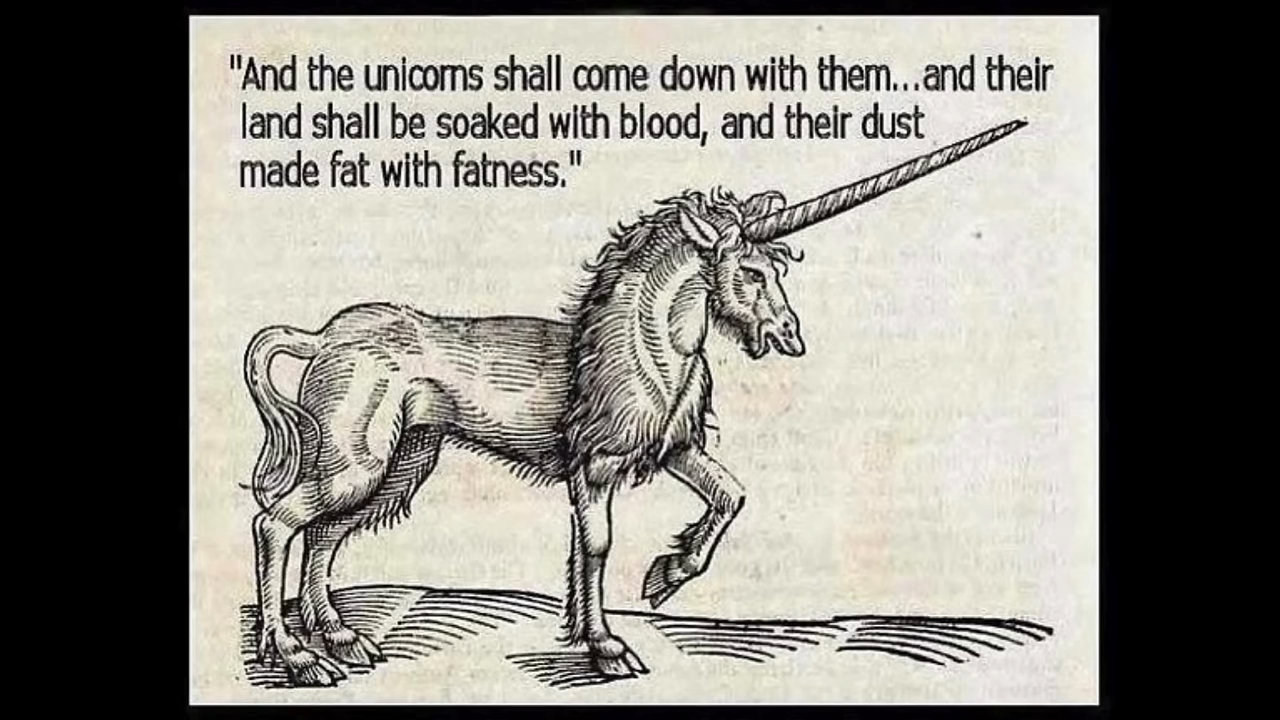 "And the unicorns shall come down with them...and their
land shall be soaked with blood, and their dust
made fat with fatness."